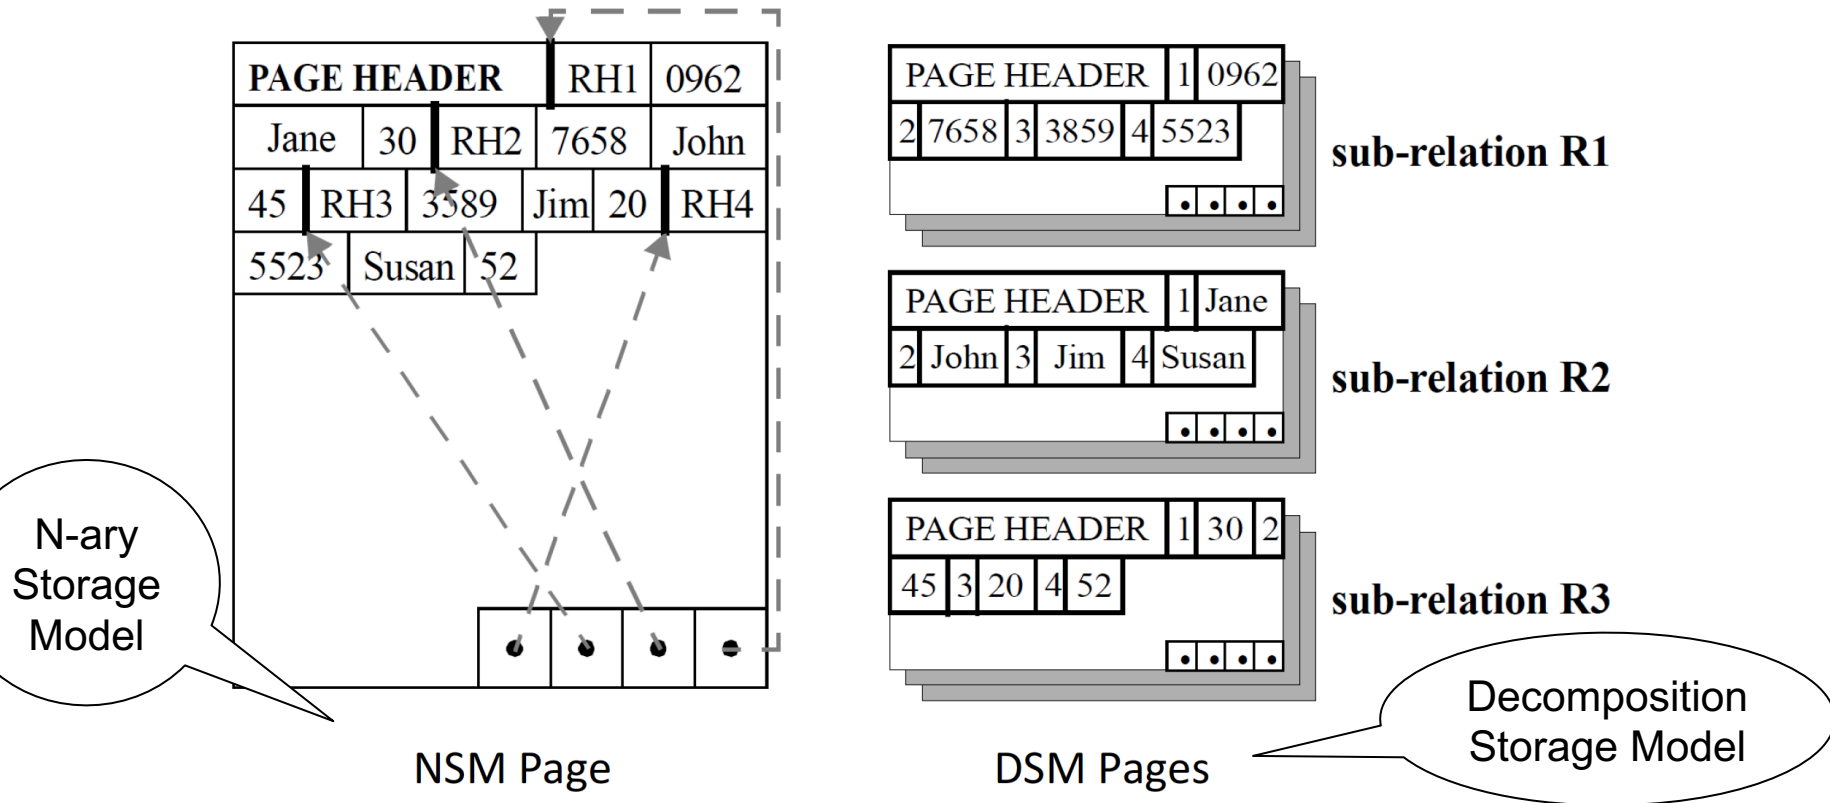 PAGE HEADER RH1 0962
Jane 30 RH2 7658 John
45 RH3 3589 Jim 20 RH4
5523 Susan 52
N-ary
Storage
Model
NSM Page
PAGE HEADER 1 0962
2 7658 3 3859 4 5523
sub-relation R1
PAGE HEADER 1 Jane
2 John 3 Jim 4 Susan
sub-relation R2
PAGE HEADER 1 30 2
45 3 20 4 52
sub-relation R3
Decomposition
Storage Model
DSM Pages